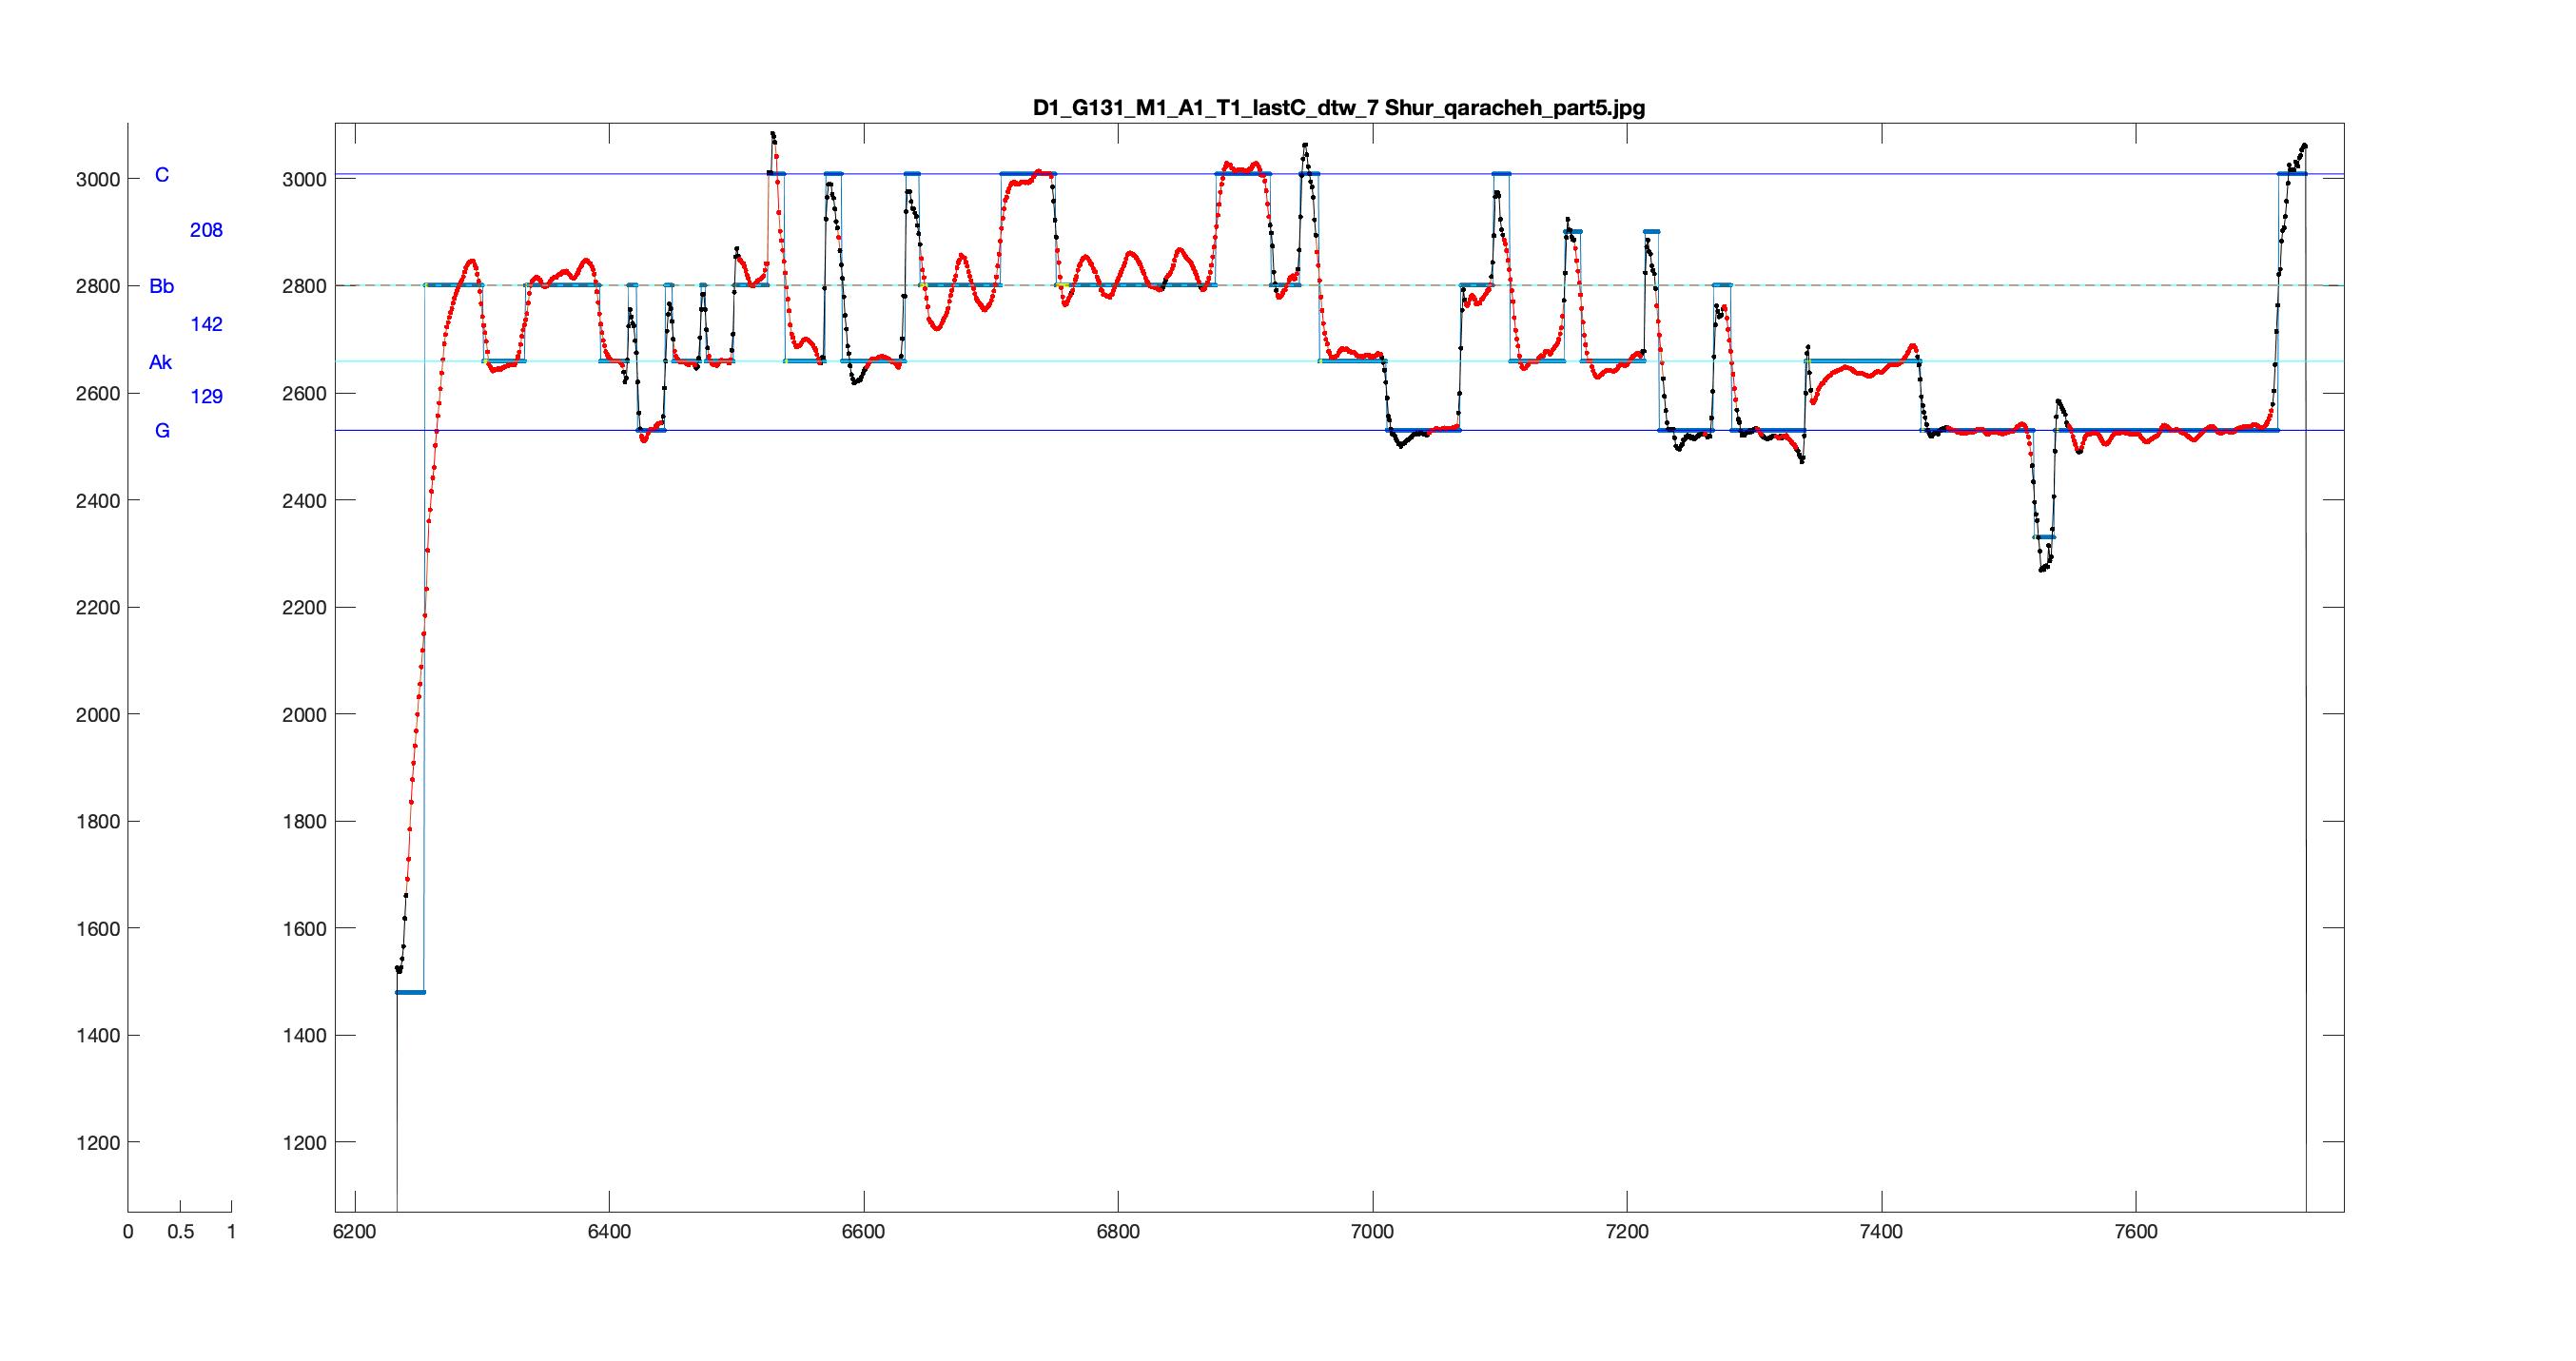 D1_G131_M1_A1_T1_lastC_dtw_7 Shur_qaracheh_part5.jpg
3000 C 3000
208
2800 Bb 2800
142
Ak
2600 2600
129
G
2400 2400
2200 2200
2000 2000
1800 1800
1600 1600
1400 1400
1200 1200
0 0.5 1 6200 6400 6600 6800 7000 7200 7400 7600